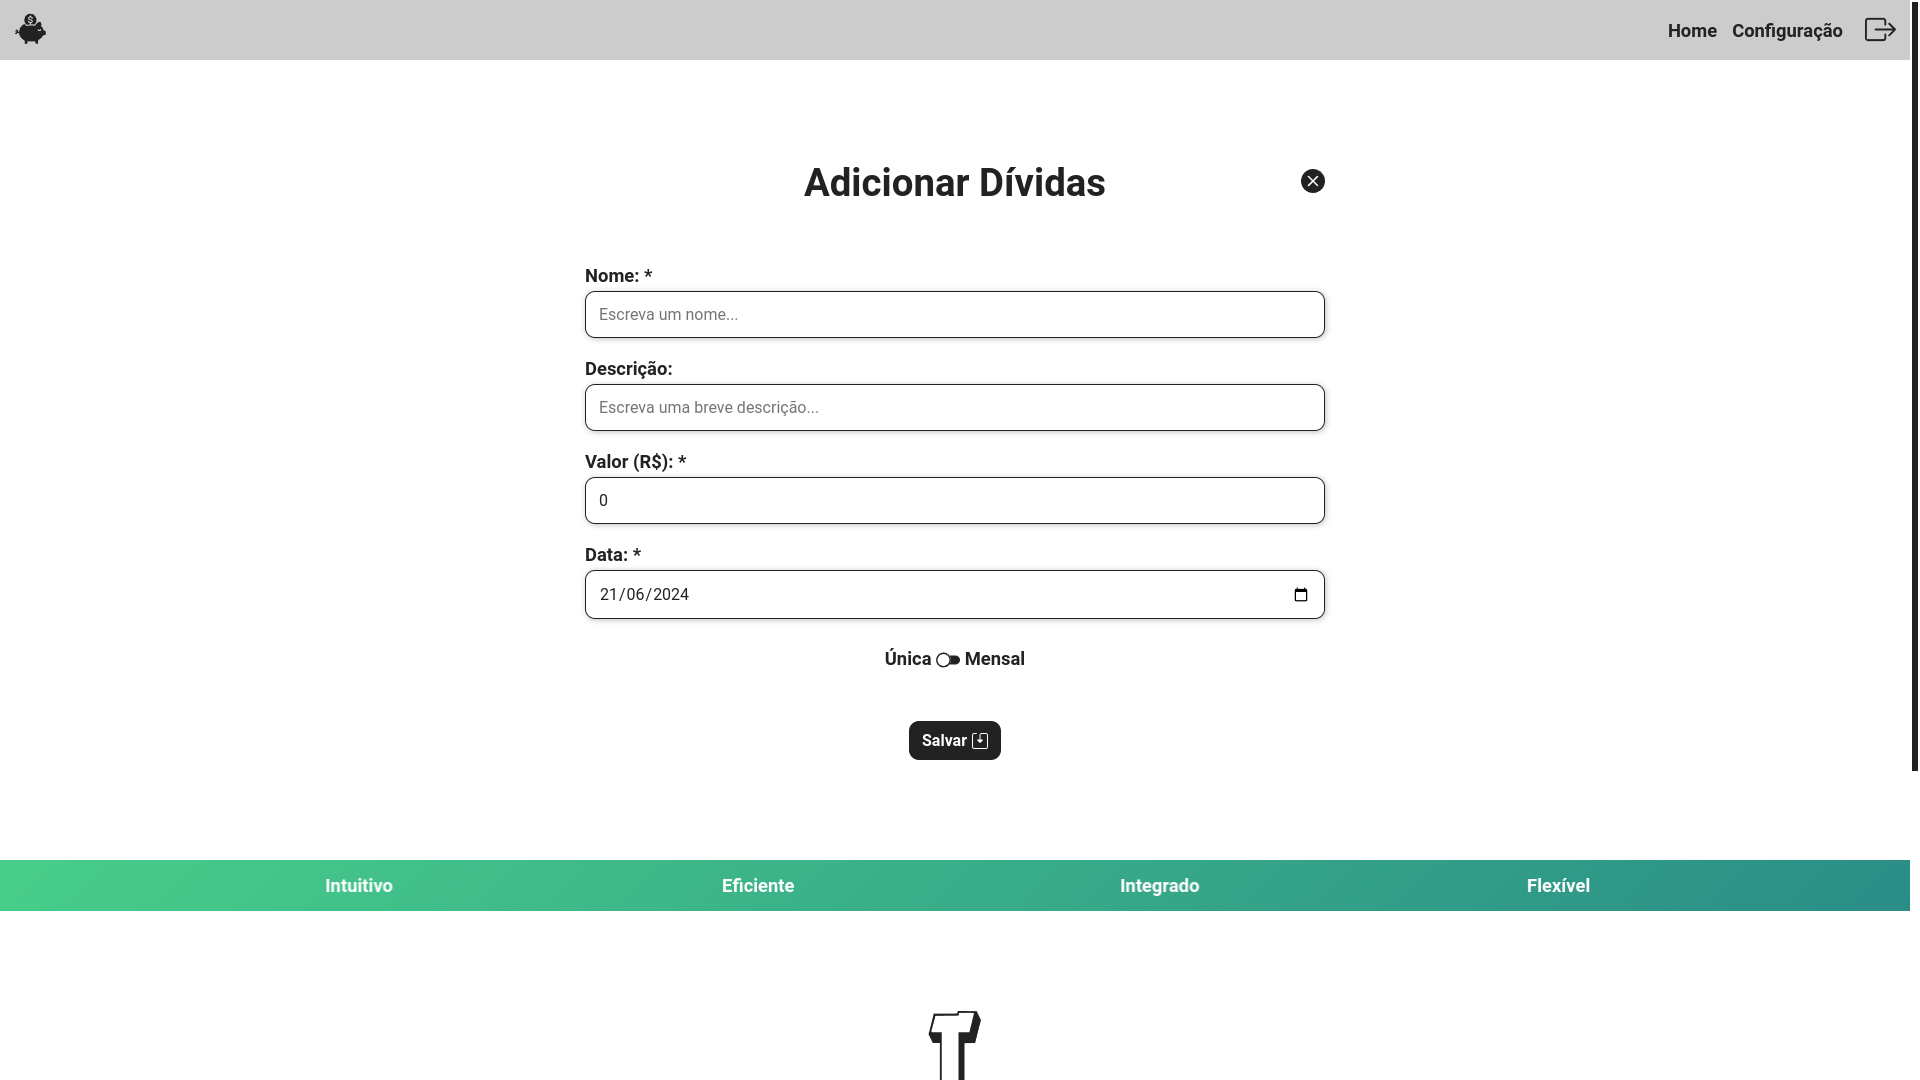 Home Configuração
Adicionar Dívidas
Nome: *
Escreva um nome...
Descrição:
Escreva uma breve descrição...
Valor (R$): *
0
Data: *
21/06/2024
Única Mensal
Salvar
Intuitivo Eficiente Integrado Flexível